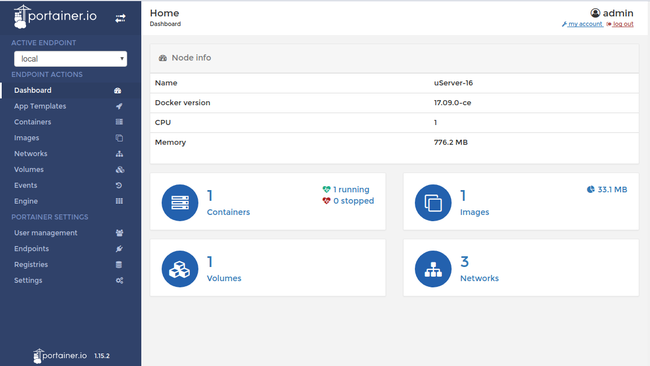 portainer.io
ACTIVE ENDPOINT
local
ENDPOINT ACTIONS
Dashboard
App Templates
Containers
Images
Networks
Volumes
Events
Engine
PORTAINER SETTINGS
User management
Endpoints
Registries
Settings
portainer.io 1.15.2
Home
Dashboard
admin
my account log out
Node info
Name uServer-16
Docker version 17.09.0-ce
CPU 1
Memory 776.2 MB
1
Containers
1 running
0 stopped
1
Images
33.1 MB
1
Volumes
3
Networks